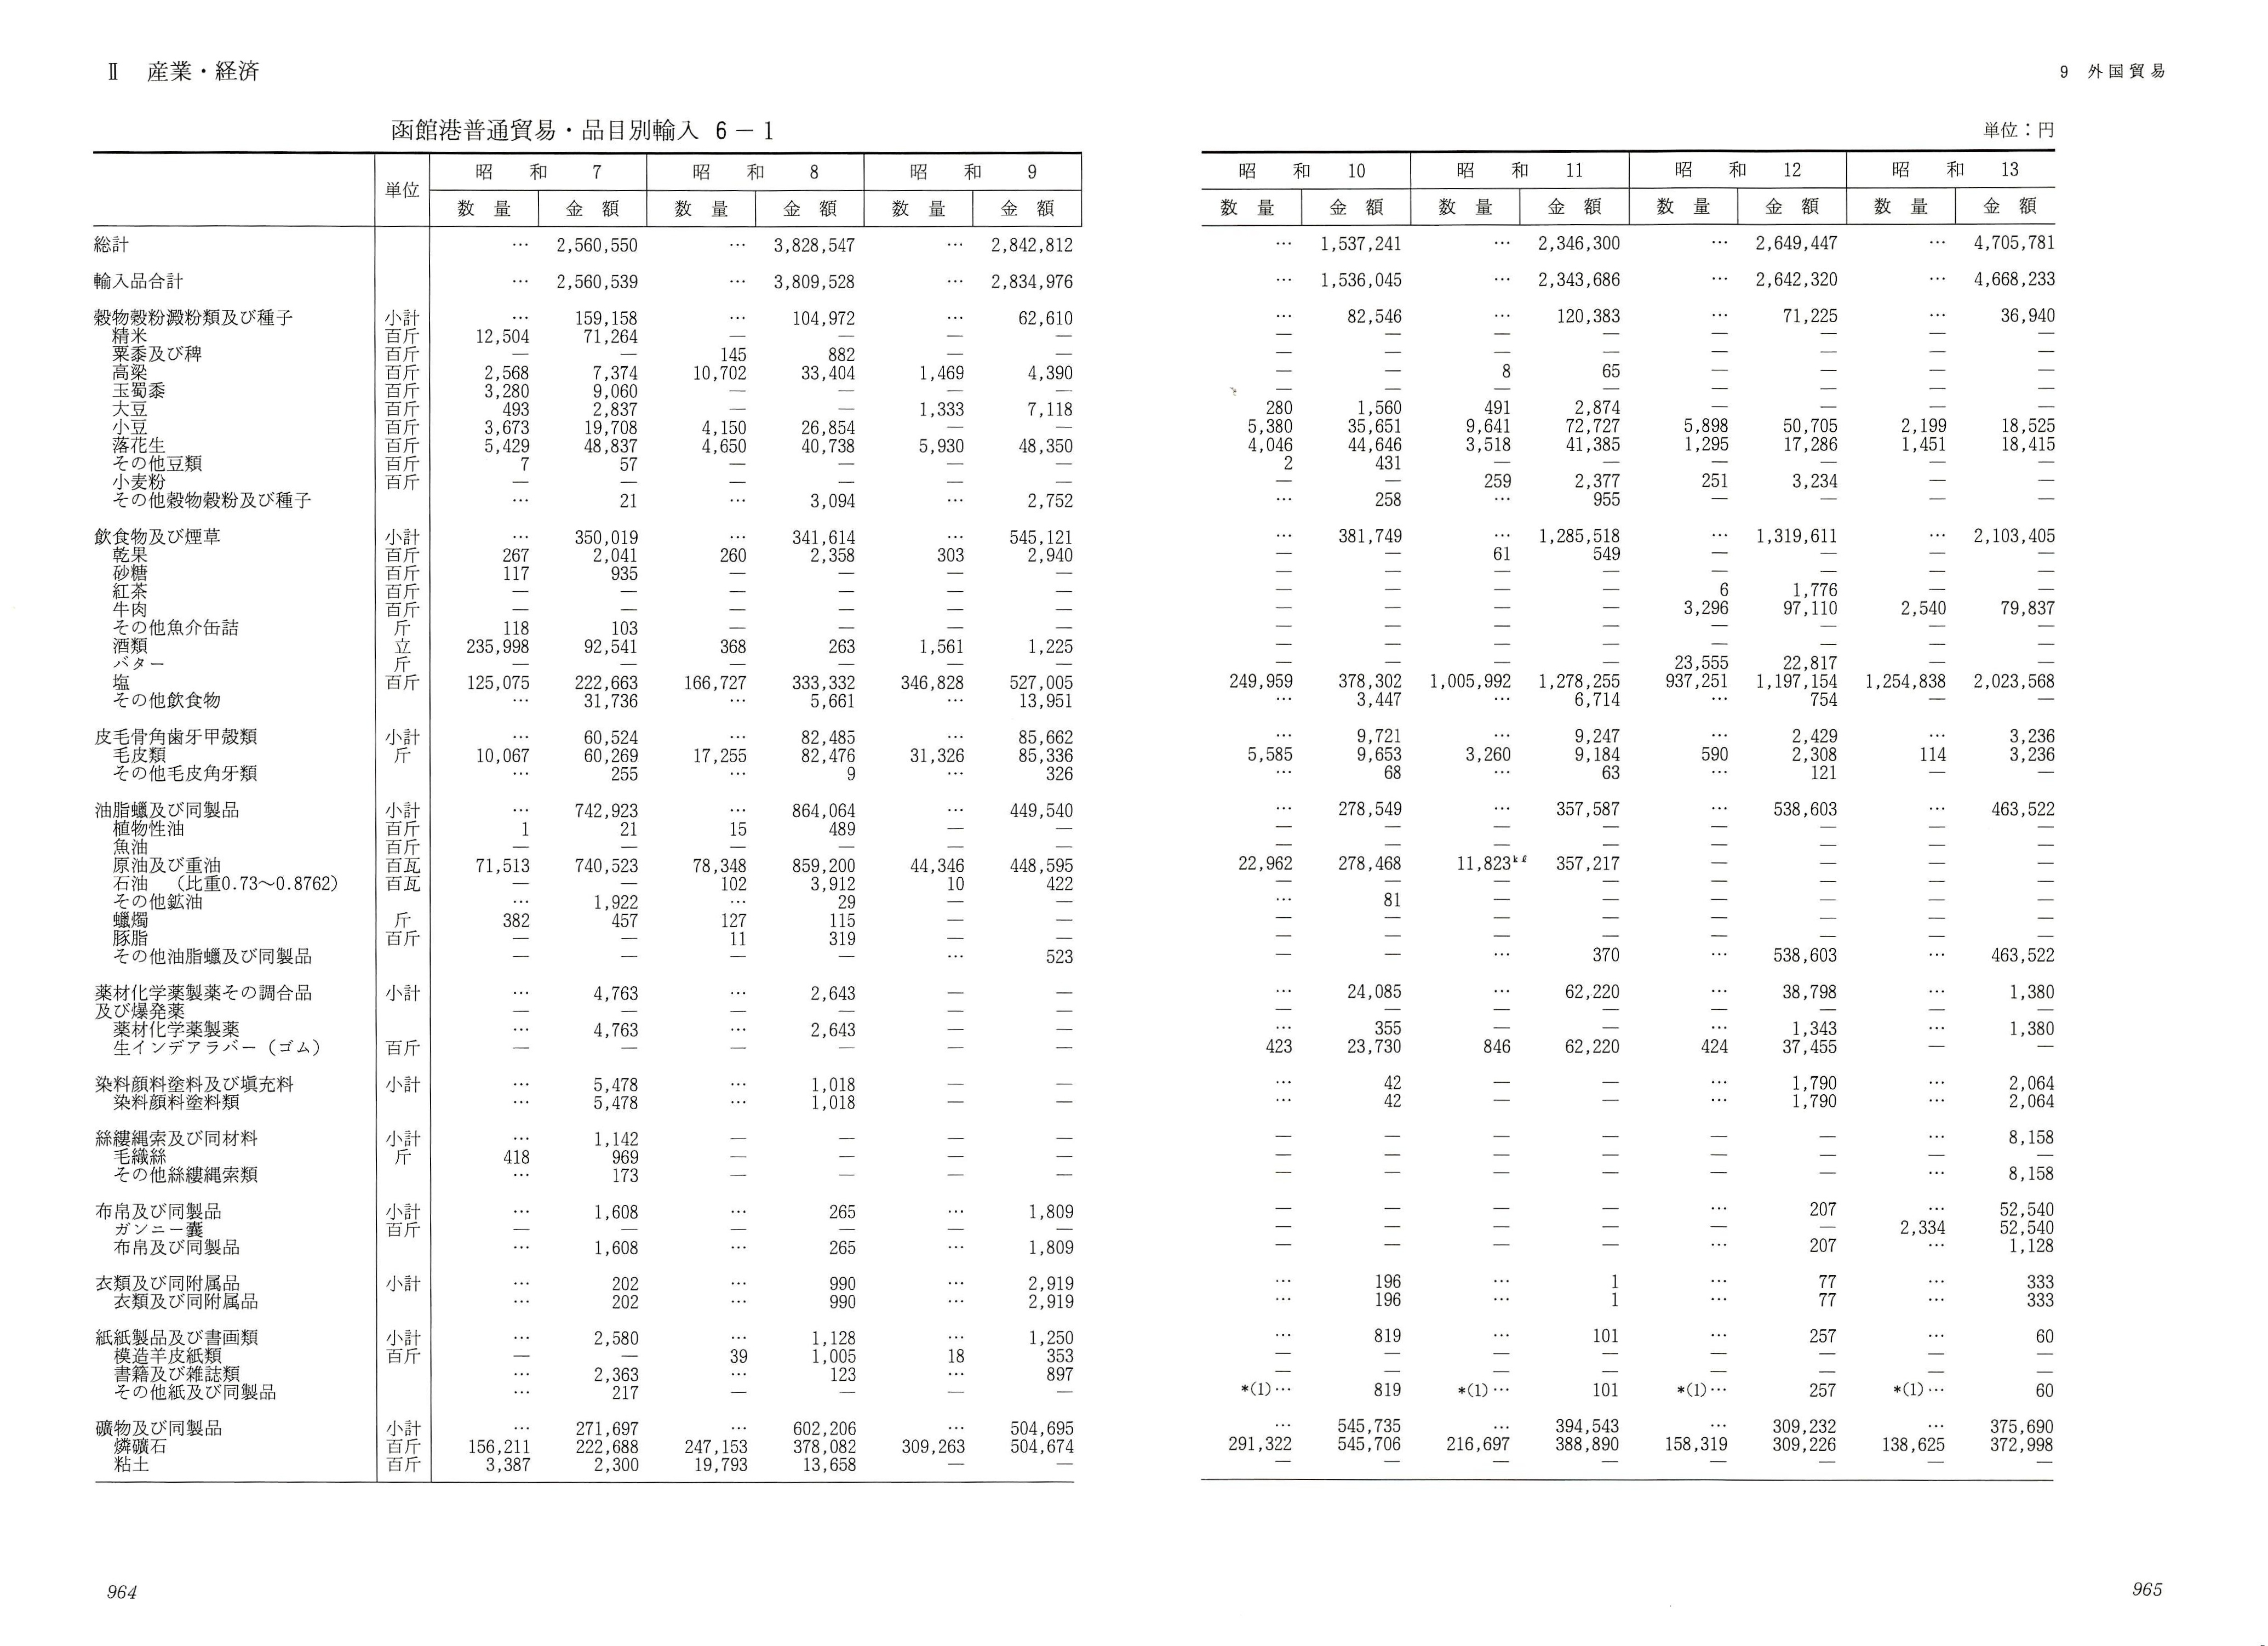 Ⅱ 産業・経済
9 外国貿易
函館港普通貿易・品目別輸入 6－1
単位：円
単位 昭和7 昭和8 昭和9 昭和10 昭和11 昭和12 昭和13
数量 金額 数量 金額 数量 金額 数量 金額 数量 金額 数量 金額 数量 金額
総計 … 2,560,550 … 3,828,547 … 2,842,812 … 1,537,241 … 2,346,300 … 2,649,447 … 4,705,781
輸入品合計 … 2,560,539 … 3,809,528 … 2,834,976 … 1,536,045 … 2,343,686 … 2,642,320 … 4,668,233
穀物穀粉澱粉類及び種子 小計 … 159,158 … 104,972 … 62,610 … 82,546 … 120,383 … 71,225 … 36,940
精米 百斤 12,504 71,264 — — — — — — — — — — — —
粟黍及び稗 百斤 — — 145 882 — — — — — — — — — —
高梁 百斤 2,568 7,374 10,702 33,404 1,469 4,390 — — 8 65 — — — —
玉蜀黍 百斤 3,280 9,060 — — — — — — — — — — — —
大豆 百斤 493 2,837 — — 1,333 7,118 280 1,560 491 2,874 — — — —
小豆 百斤 3,673 19,708 4,150 26,854 — — 5,380 35,651 9,641 72,727 5,898 50,705 2,199 18,525
落花生 百斤 5,429 48,837 4,650 40,738 5,930 48,350 4,046 44,646 3,518 41,385 1,295 17,286 1,451 18,415
その他豆類 百斤 7 57 — — — — 2 431 — — — — — —
小麦粉 百斤 — — — — — — — — 259 2,377 251 3,234 — —
その他穀物穀粉及び種子 … 21 … 3,094 … 2,752 … 258 … 955 — — — —
飲食物及び煙草 小計 … 350,019 … 341,614 … 545,121 … 381,749 … 1,285,518 … 1,319,611 … 2,103,405
乾果 百斤 267 2,041 260 2,358 303 2,940 — — 61 549 — — — —
砂糖 百斤 117 935 — — — — — — — — — — — —
紅茶 百斤 — — — — — — — — — — 6 1,776 — —
牛肉 百斤 — — — — — — — — — — 3,296 97,110 2,540 79,837
その他魚介缶詰 斤 118 103 — — — — — — — — — — — —
酒類 立 235,998 92,541 368 263 1,561 1,225 — — — — — — — —
バター 斤 — — — — — — — — — — 23,555 22,817 — —
塩 百斤 125,075 222,663 166,727 333,332 346,828 527,005 249,959 378,302 1,005,992 1,278,255 937,251 1,197,154 1,254,838 2,023,568
その他飲食物 … 31,736 … 5,661 … 13,951 … 3,447 … 6,714 … 754 — —
皮毛骨角歯牙甲殻類 小計 … 60,524 … 82,485 … 85,662 … 9,721 … 9,247 … 2,429 … 3,236
毛皮類 斤 10,067 60,269 17,255 82,476 31,326 85,336 5,585 9,653 3,260 9,184 590 2,308 114 3,236
その他毛皮角牙類 … 255 … 9 … 326 … 68 … 63 … 121 — —
油脂蠟及び同製品 小計 … 742,923 … 864,064 … 449,540 … 278,549 … 357,587 … 538,603 … 463,522
植物性油 百斤 1 21 15 489 — — — — — — — — — —
魚油 百斤 — — — — — — — — — — — — — —
原油及び重油 百瓦 71,513 740,523 78,348 859,200 44,346 448,595 22,962 278,468 11,823kℓ 357,217 — — — —
石油 （比重0.73～0.8762） 百瓦 — — 102 3,912 10 422 — — — — — — — —
その他鉱油 … 1,922 … 29 — — … 81 — — — — — —
蠟燭 斤 382 457 127 115 — — — — — — — — — —
豚脂 百斤 — — 11 319 — — — — — — — — — —
その他油脂蠟及び同製品 — — — — … 523 — — … 370 … 538,603 … 463,522
薬材化学薬製薬その調合品 小計 … 4,763 … 2,643 — — … 24,085 … 62,220 … 38,798 … 1,380
及び爆発薬 — — — — — — — — — — — — — —
薬材化学薬製薬 … 4,763 … 2,643 — — … 355 — — … 1,343 … 1,380
生インデアラバー（ゴム） 百斤 — — — — — — 423 23,730 846 62,220 424 37,455 — —
染料顔料塗料及び塡充料 小計 … 5,478 … 1,018 — — … 42 — — … 1,790 … 2,064
染料顔料塗料類 … 5,478 … 1,018 — — … 42 — — … 1,790 … 2,064
絲縷縄索及び同材料 小計 … 1,142 — — — — — — — — — — … 8,158
毛織絲 斤 418 969 — — — — — — — — — — — —
その他絲縷縄索類 … 173 — — — — — — — — — — … 8,158
布帛及び同製品 小計 … 1,608 … 265 … 1,809 — — — — … 207 … 52,540
ガンニー嚢 百斤 — — — — — — — — — — — — 2,334 52,540
布帛及び同製品 … 1,608 … 265 … 1,809 — — — — … 207 … 1,128
衣類及び同附属品 小計 … 202 … 990 … 2,919 … 196 … 1 … 77 … 333
衣類及び同附属品 … 202 … 990 … 2,919 … 196 … 1 … 77 … 333
紙紙製品及び書画類 小計 … 2,580 … 1,128 … 1,250 … 819 … 101 … 257 … 60
模造羊皮紙類 百斤 — — 39 1,005 18 353 — — — — — — — —
書籍及び雑誌類 … 2,363 … 123 … 897 — — — — — — — —
その他紙及び同製品 … 217 — — — — *(1)… 819 *(1)… 101 *(1)… 257 *(1)… 60
礦物及び同製品 小計 … 271,697 … 602,206 … 504,695 … 545,735 … 394,543 … 309,232 … 375,690
燐礦石 百斤 156,211 222,688 247,153 378,082 309,263 504,674 291,322 545,706 216,697 388,890 158,319 309,226 138,625 372,998
粘土 百斤 3,387 2,300 19,793 13,658 — — — — — — — — — —
964
965